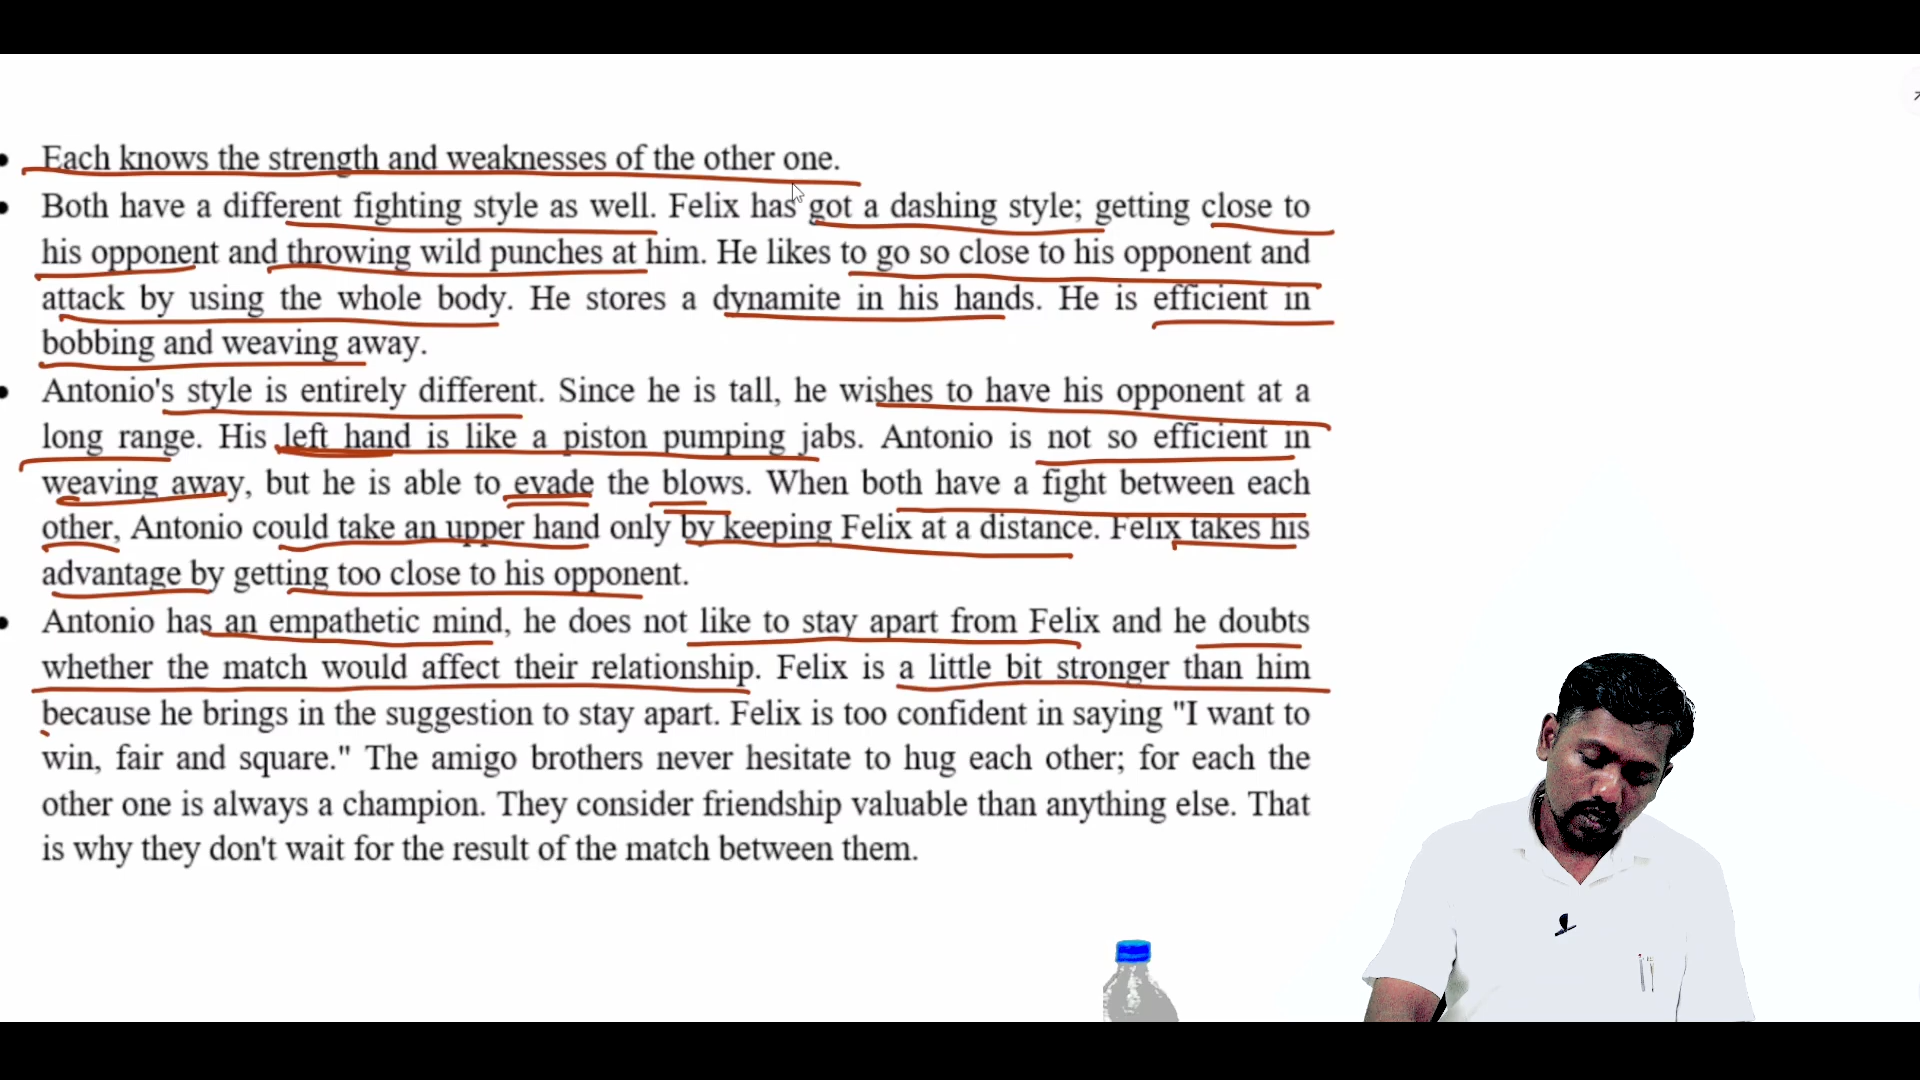 • Each knows the strength and weaknesses of the other one.
• Both have a different fighting style as well. Felix has got a dashing style; getting close to
his opponent and throwing wild punches at him. He likes to go so close to his opponent and
attack by using the whole body. He stores a dynamite in his hands. He is efficient in
bobbing and weaving away.
• Antonio's style is entirely different. Since he is tall, he wishes to have his opponent at a
long range. His left hand is like a piston pumping jabs. Antonio is not so efficient in
weaving away, but he is able to evade the blows. When both have a fight between each
other, Antonio could take an upper hand only by keeping Felix at a distance. Felix takes his
advantage by getting too close to his opponent.
• Antonio has an empathetic mind, he does not like to stay apart from Felix and he doubts
whether the match would affect their relationship. Felix is a little bit stronger than him
because he brings in the suggestion to stay apart. Felix is too confident in saying "I want to
win, fair and square." The amigo brothers never hesitate to hug each other; for each the
other one is always a champion. They consider friendship valuable than anything else. That
is why they don't wait for the result of the match between them.